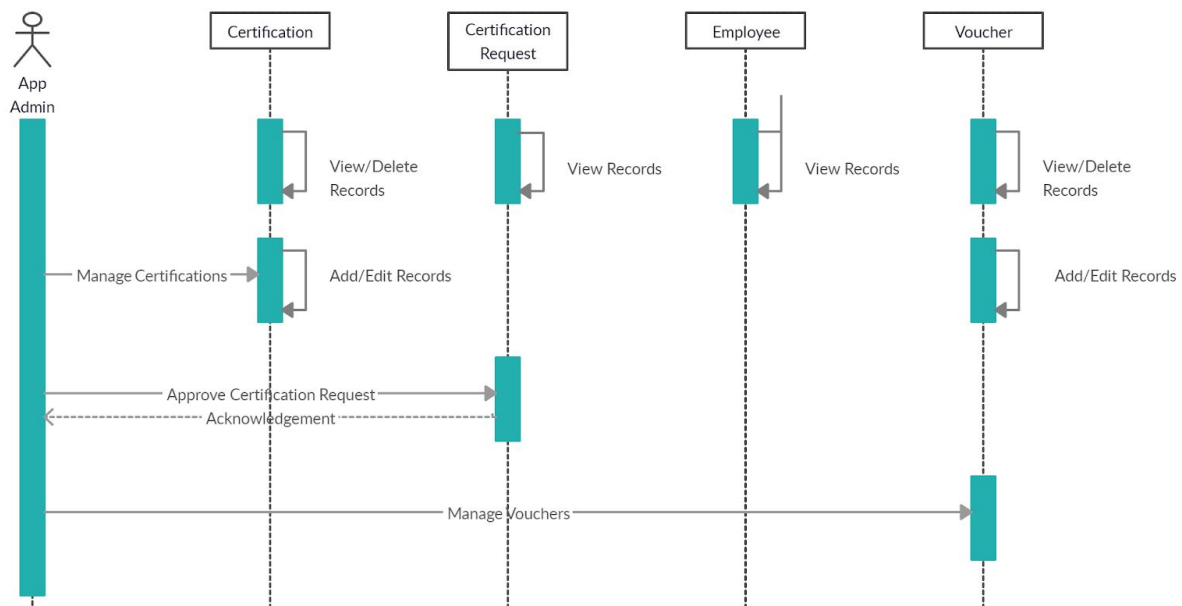 Certification
Certification
Request
Employee
Voucher
App
Admin
View/Delete
Records
View Records
View Records
View/Delete
Records
Manage Certifications
Add/Edit Records
Add/Edit Records
Approve Certification Request
Acknowledgement
Manage Vouchers